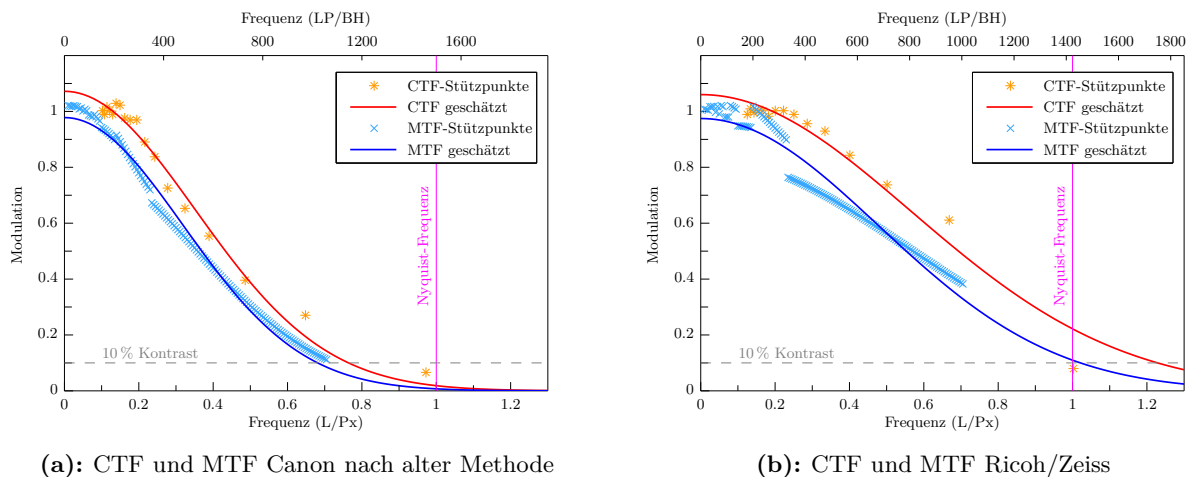 Frequenz (LP/BH)
0 400 800 1200 1600
CTF-Stützpunkte
CTF geschätzt
MTF-Stützpunkte
MTF geschätzt
Modulation
1
0.8
0.6
0.4
0.2
0
Nyquist-Frequenz
10 % Kontrast
0 0.2 0.4 0.6 0.8 1 1.2
Frequenz (L/Px)
(a): CTF und MTF Canon nach alter Methode
Frequenz (LP/BH)
0 200 400 600 800 1000 1200 1400 1600 1800
CTF-Stützpunkte
CTF geschätzt
MTF-Stützpunkte
MTF geschätzt
Modulation
1
0.8
0.6
0.4
0.2
0
Nyquist-Frequenz
10 % Kontrast
0 0.2 0.4 0.6 0.8 1 1.2
Frequenz (L/Px)
(b): CTF und MTF Ricoh/Zeiss